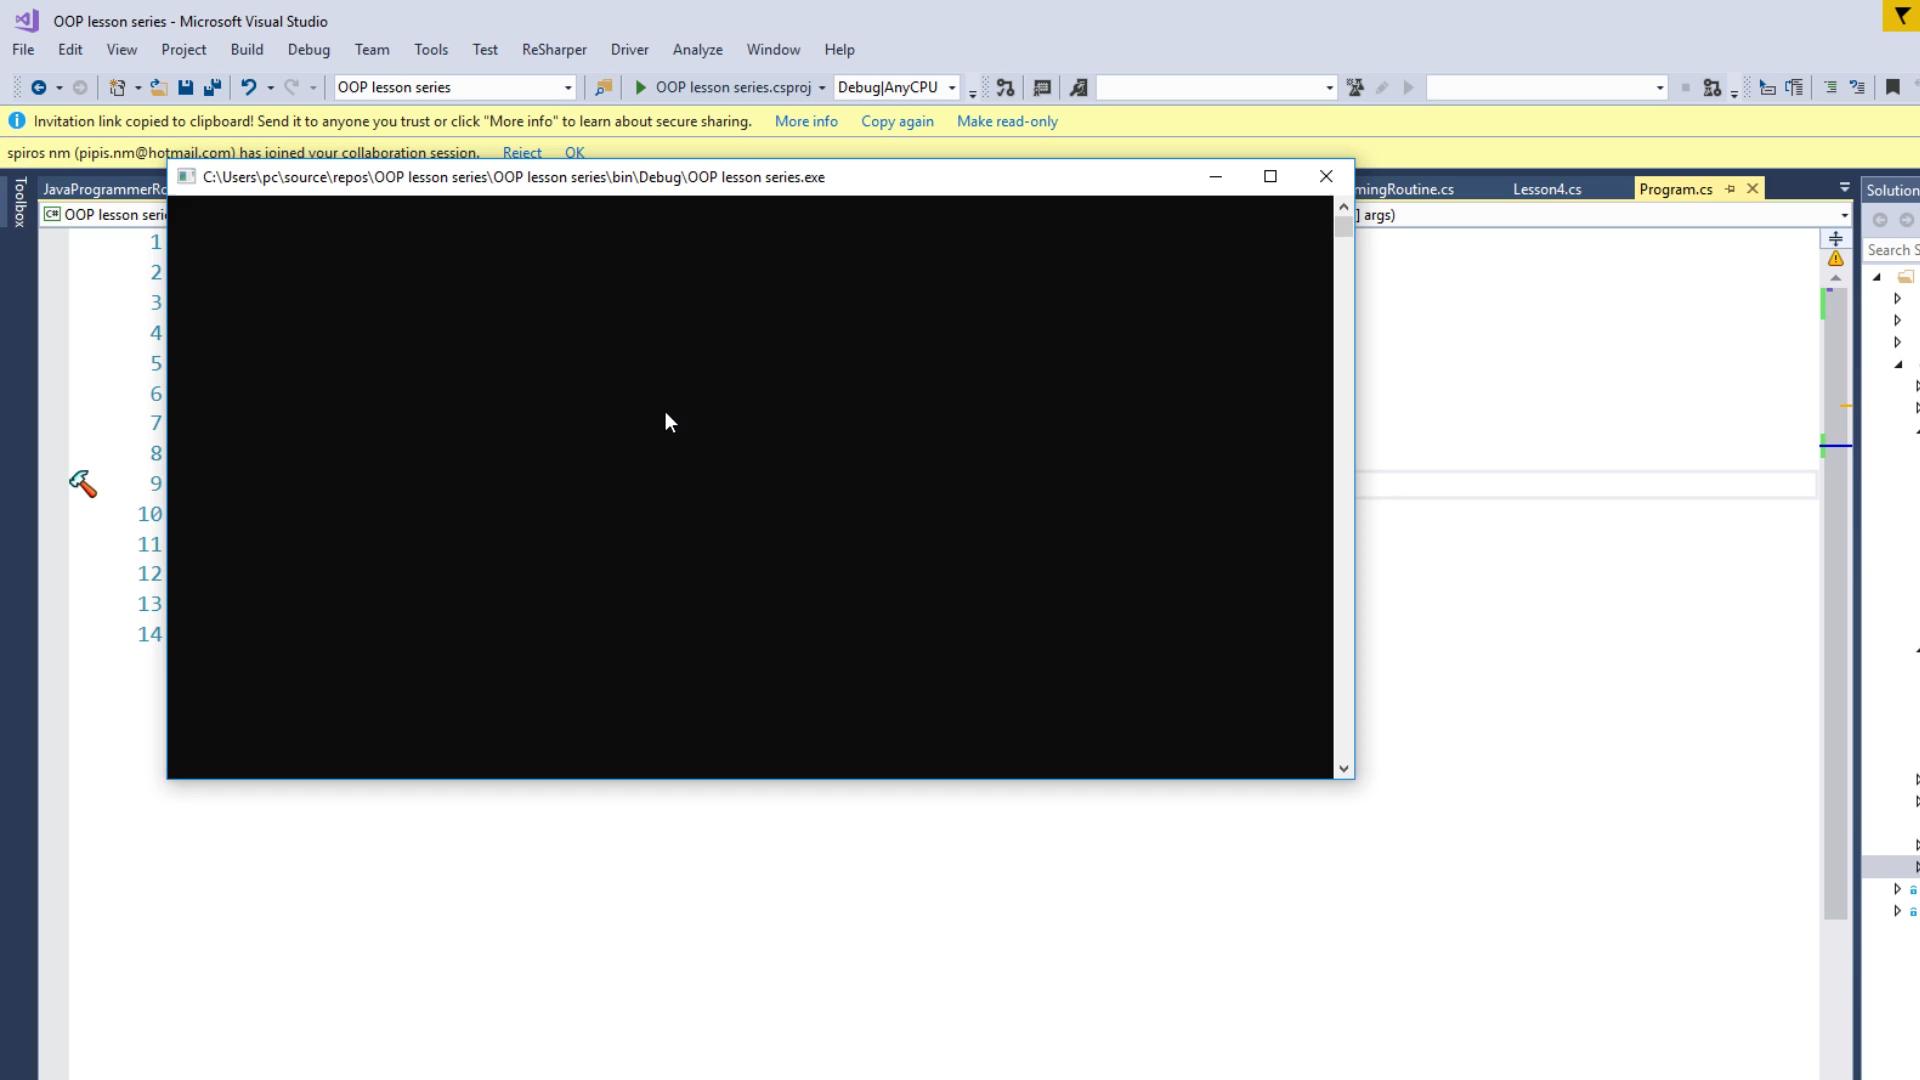 OOP lesson series - Microsoft Visual Studio
File Edit View Project Build Debug Team Tools Test ReSharper Driver Analyze Window Help
OOP lesson series OOP lesson series.csproj Debug|AnyCPU
Invitation link copied to clipboard! Send it to anyone you trust or click "More info" to learn about secure sharing. More info Copy again Make read-only
spiros nm (pipis.nm@hotmail.com) has joined your collaboration session. Reject OK
C:\Users\pc\source\repos\OOP lesson series\OOP lesson series\bin\Debug\OOP lesson series.exe
Toolbox
JavaProgrammerRo mingRoutine.cs Lesson4.cs Program.cs Solution
C# OOP lesson serie ] args)
Search S
1
2
3
4
5
6
7
8
9
10
11
12
13
14